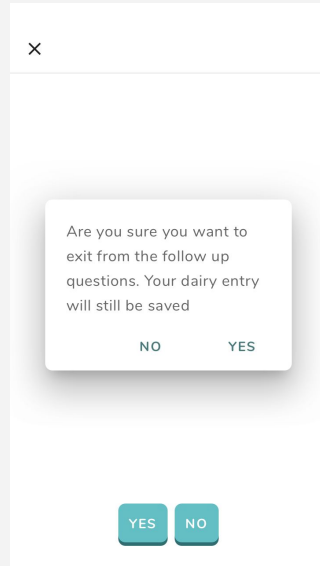 Are you sure you want to
exit from the follow up
questions. Your dairy entry
will still be saved
NO YES
YES NO